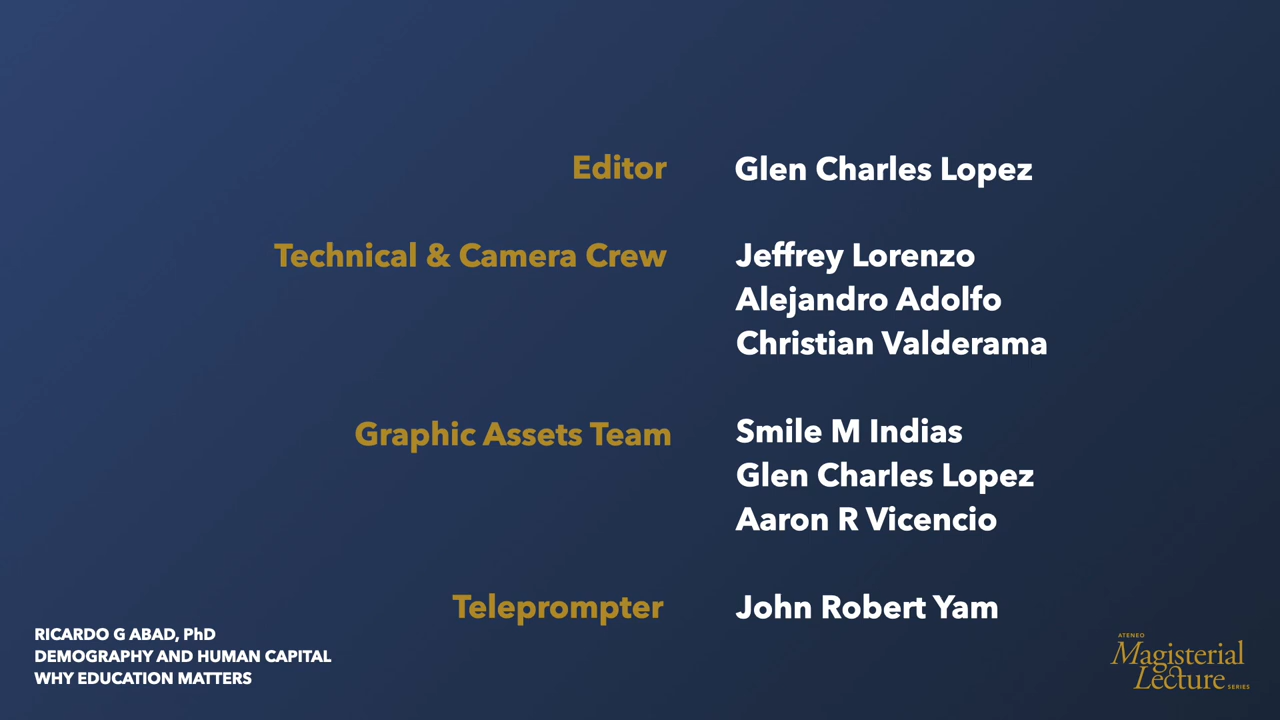 Editor Glen Charles Lopez
Technical & Camera Crew Jeffrey Lorenzo
Alejandro Adolfo
Christian Valderama
Graphic Assets Team Smile M Indias
Glen Charles Lopez
Aaron R Vicencio
Teleprompter John Robert Yam
RICARDO G ABAD, PhD
DEMOGRAPHY AND HUMAN CAPITAL
WHY EDUCATION MATTERS
ATENEO
Magisterial
Lecture SERIES